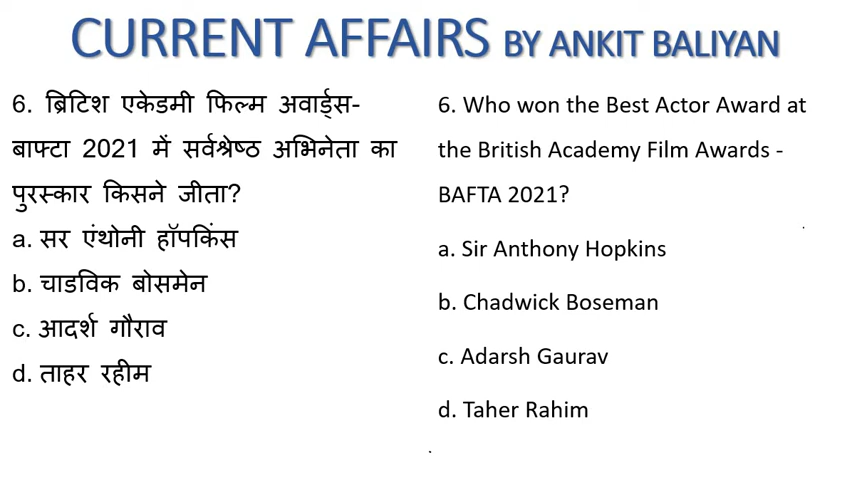 CURRENT AFFAIRS BY ANKIT BALIYAN
6. ब्रिटिश एकेडमी फिल्म अवार्ड्स-
बाफ्टा 2021 में सर्वश्रेष्ठ अभिनेता का
पुरस्कार किसने जीता?
a. सर एंथोनी हॉपकिंस
b. चाडविक बोसमेन
c. आदर्श गौराव
d. ताहर रहीम
6. Who won the Best Actor Award at
the British Academy Film Awards -
BAFTA 2021?
a. Sir Anthony Hopkins
b. Chadwick Boseman
c. Adarsh Gaurav
d. Taher Rahim